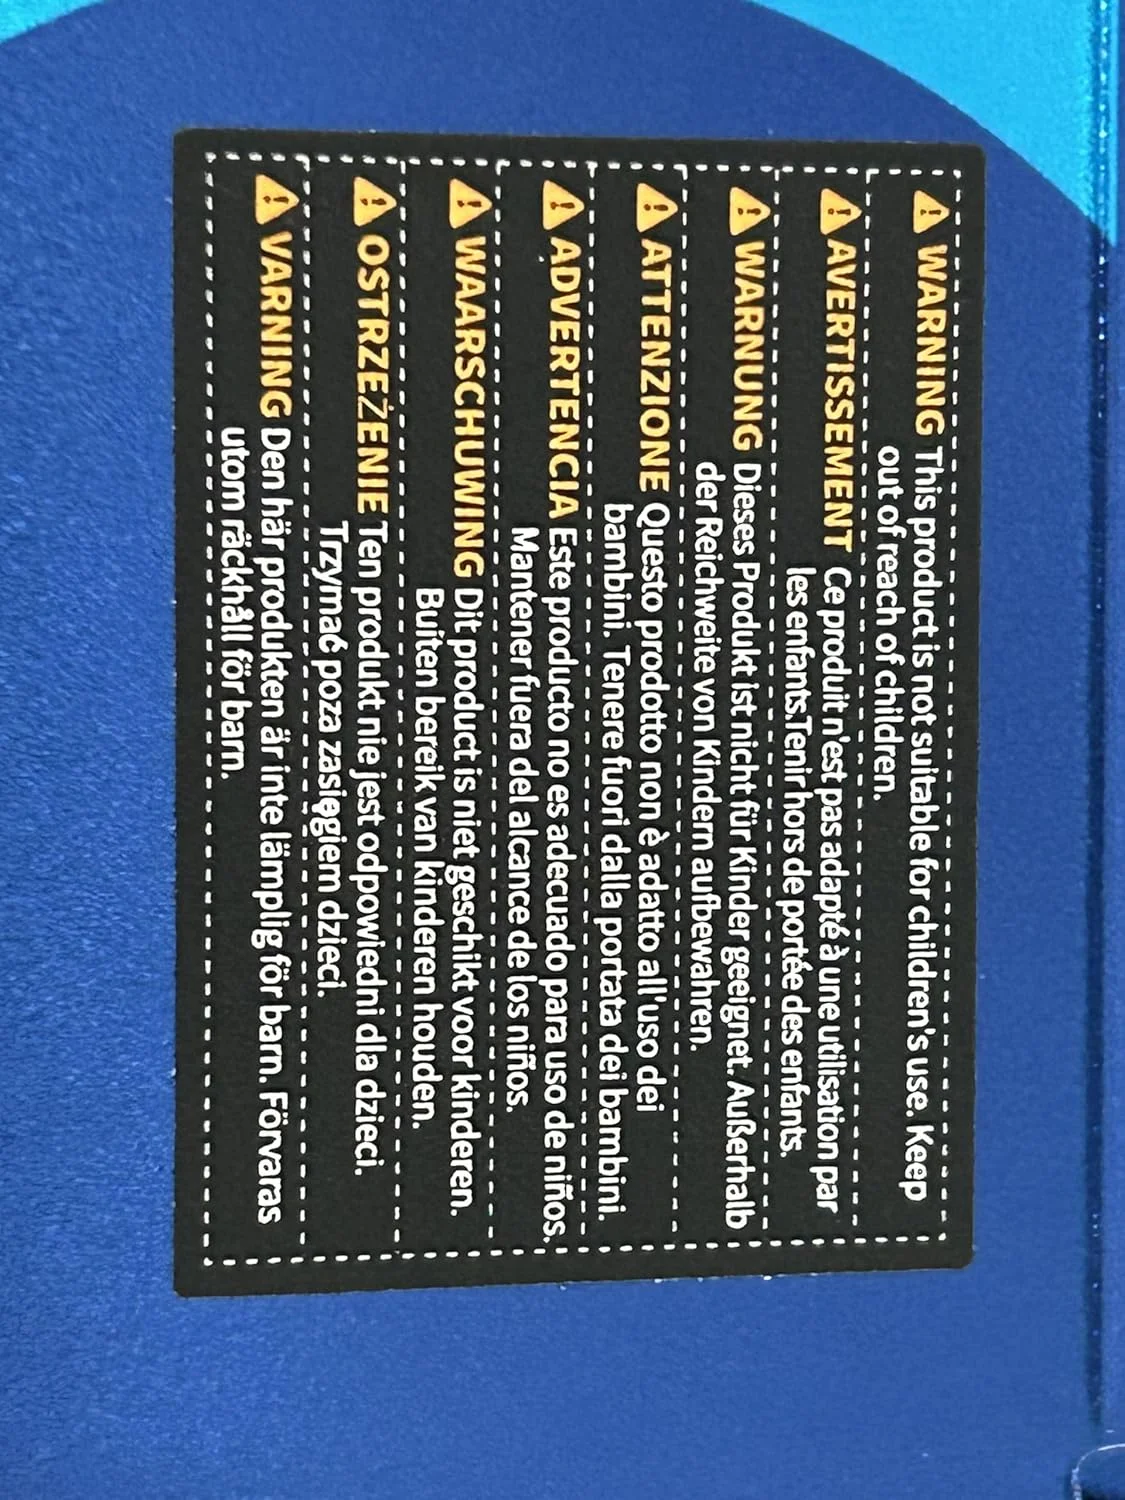 WARNING This product is not suitable for children's use. Keep
out of reach of children.
AVERTISSEMENT Ce produit n'est pas adapté à une utilisation par
les enfants.Tenir hors de portée des enfants.
WARNUNG Dieses Produkt ist nicht für Kinder geeignet. Außerhalb
der Reichweite von Kindern aufbewahren.
ATTENZIONE Questo prodotto non è adatto all'uso dei
bambini. Tenere fuori dalla portata dei bambini.
ADVERTENCIA Este producto no es adecuado para uso de niños.
Mantener fuera del alcance de los niños.
WAARSCHUWING Dit product is niet geschikt voor kinderen.
Buiten bereik van kinderen houden.
OSTRZEŻENIE Ten produkt nie jest odpowiedni dla dzieci.
Trzymać poza zasięgiem dzieci.
VARNING Den här produkten är inte lämplig för barn. Förvaras
utom räckhåll för barn.